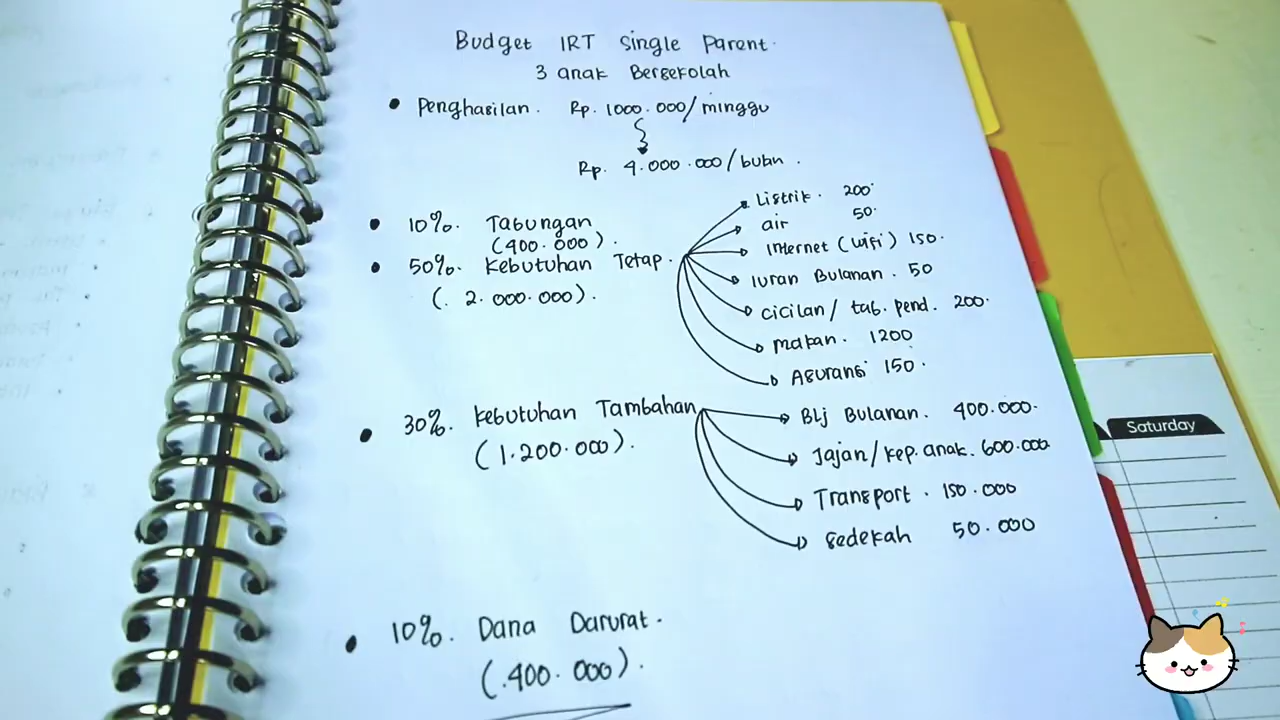 Budget IRT Single Parent.
3 anak Bersekolah
• Penghasilan. Rp. 1000.000/minggu
Rp. 4.000.000/bulan.
• 10%. Tabungan
(400.000).
• 50%. Kebutuhan Tetap.
(. 2.000.000).
Listrik. 200
air 50
Internet (wifi) 150.
Iuran Bulanan. 50
cicilan/tab. pend. 200
makan. 1200
Asuransi 150.
• 30%. Kebutuhan Tambahan
(1.200.000).
Blj Bulanan. 400.000.
Jajan/kep. anak. 600.000
Transport. 150.000
Sedekah 50.000
• 10%. Dana Darurat.
(.400.000).
Saturday